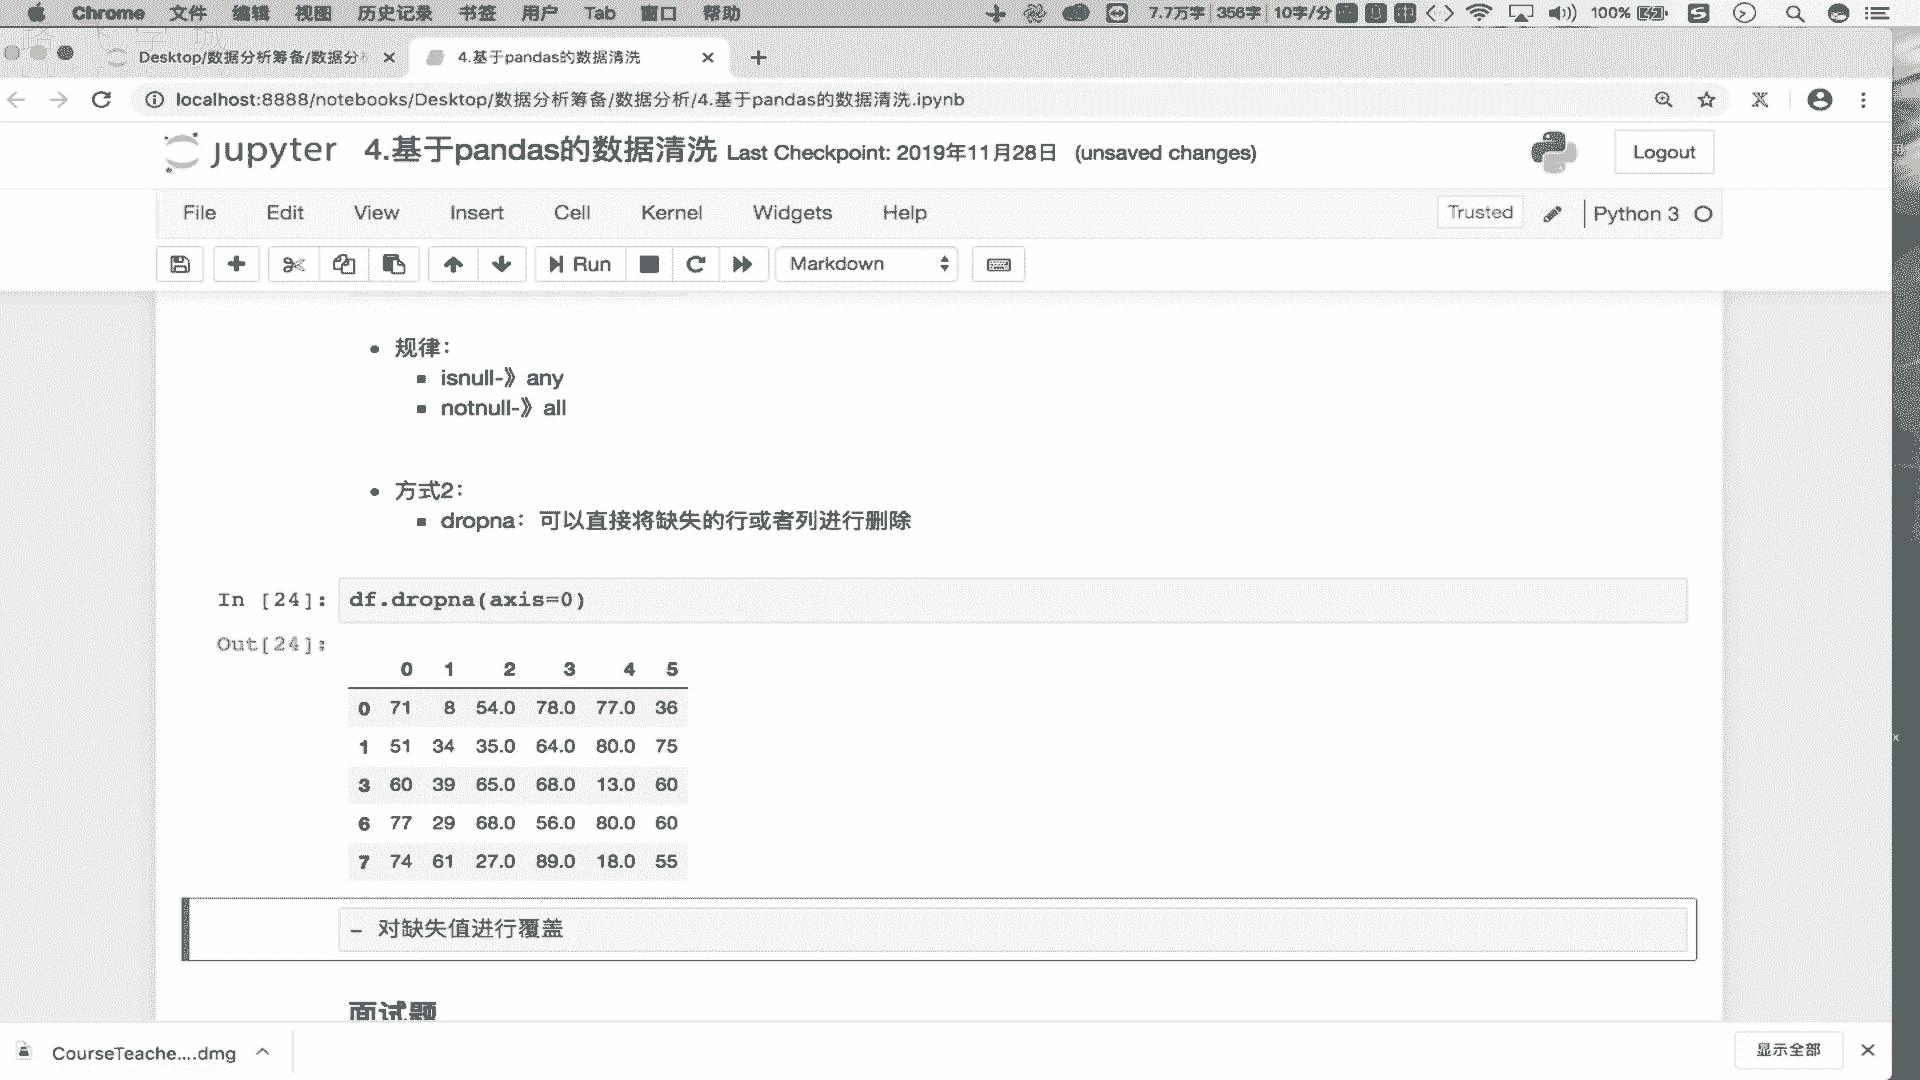 Chrome 文件 编辑 视图 历史记录 书签 用户 Tab 窗口 帮助 7.7万字 356字 10字/分 100%
Desktop/数据分析筹备/数据分 4.基于pandas的数据清洗
localhost:8888/notebooks/Desktop/数据分析筹备/数据分析/4.基于pandas的数据清洗.ipynb
jupyter 4.基于pandas的数据清洗 Last Checkpoint: 2019年11月28日 (unsaved changes) Logout
File Edit View Insert Cell Kernel Widgets Help Trusted Python 3
Run Markdown
规律：
isnull-》any
notnull-》all
方式2：
dropna：可以直接将缺失的行或者列进行删除
In [24]: df.dropna(axis=0)
Out[24]:
0 1 2 3 4 5
0 71 8 54.0 78.0 77.0 36
1 51 34 35.0 64.0 80.0 75
3 60 39 65.0 68.0 13.0 60
6 77 29 68.0 56.0 80.0 60
7 74 61 27.0 89.0 18.0 55
- 对缺失值进行覆盖
面试题
CourseTeache....dmg 显示全部